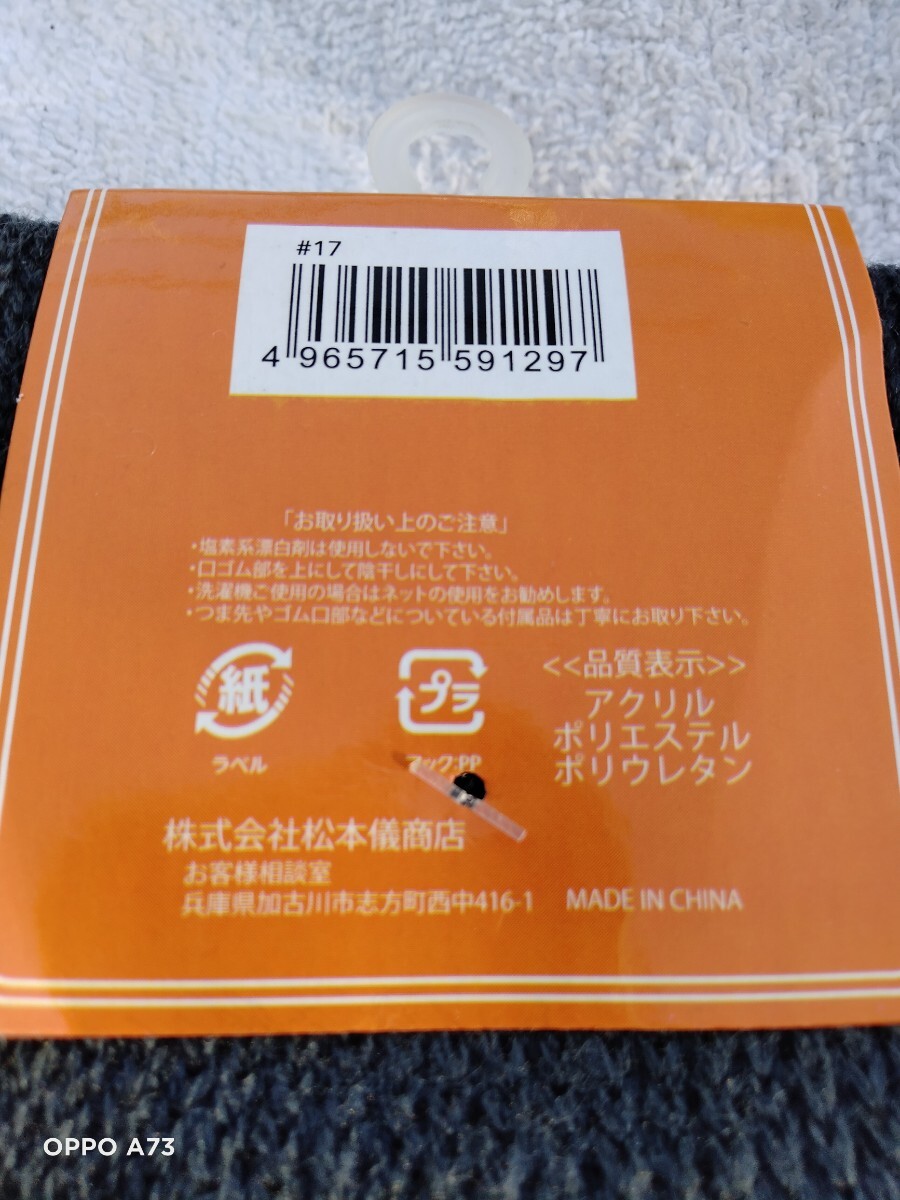 #17
4 965715 591297
「お取り扱い上のご注意」
・塩素系漂白剤は使用しないで下さい。
・口ゴム部を上にして陰干しにして下さい。
・洗濯機ご使用の場合はネットの使用をお勧めします。
・つま先やゴム口部などについている付属品は丁寧にお取り下さい。
紙
ラベル
プラ
フック:PP
<<品質表示>>
アクリル
ポリエステル
ポリウレタン
株式会社松本儀商店
お客様相談室
兵庫県加古川市志方町西中416-1
MADE IN CHINA
OPPO A73